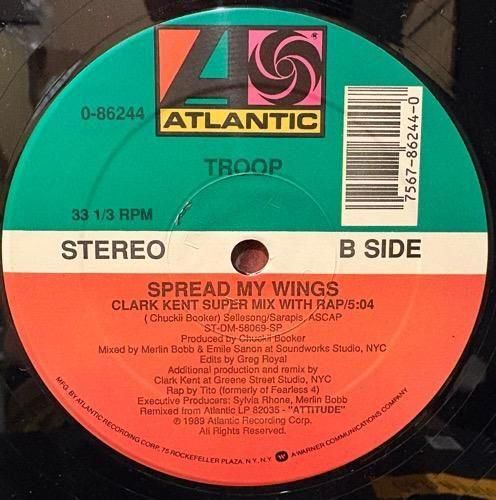 ATLANTIC
0-86244
7567-86244-0
TROOP
33 1/3 RPM
STEREO
B SIDE
SPREAD MY WINGS
CLARK KENT SUPER MIX WITH RAP/5:04
( Chuckii Booker) Sellesong/Sarapis, ASCAP
ST-DM-58069-SP
Produced by Chuckii Booker
Mixed by Merlin Bobb & Emile Sanon at Soundworks Studio, NYC
Edits by Greg Royal
Additional production and remix by
Clark Kent at Greene Street Studio, NYC
Rap by Tito (formerly of Fearless 4)
Executive Producers: Sylvia Rhone, Merlin Bobb
Remixed from Atlantic LP 82035 - "ATTITUDE"
℗ © 1989 Atlantic Recording Corp.
All Rights Reserved.
MFG. BY ATLANTIC RECORDING CORP. 75 ROCKEFELLER PLAZA, N.Y., N.Y. A WARNER COMMUNICATIONS COMPANY